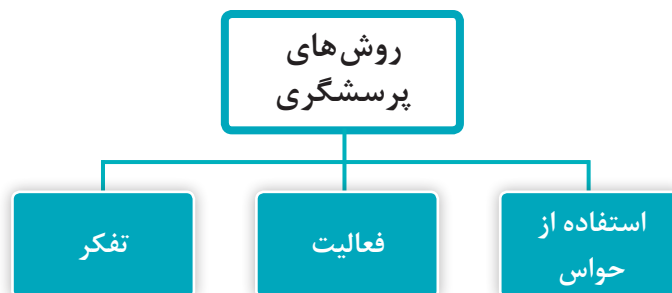 روش‌های
پرسشگری
استفاده از
حواس
فعالیت
تفکر